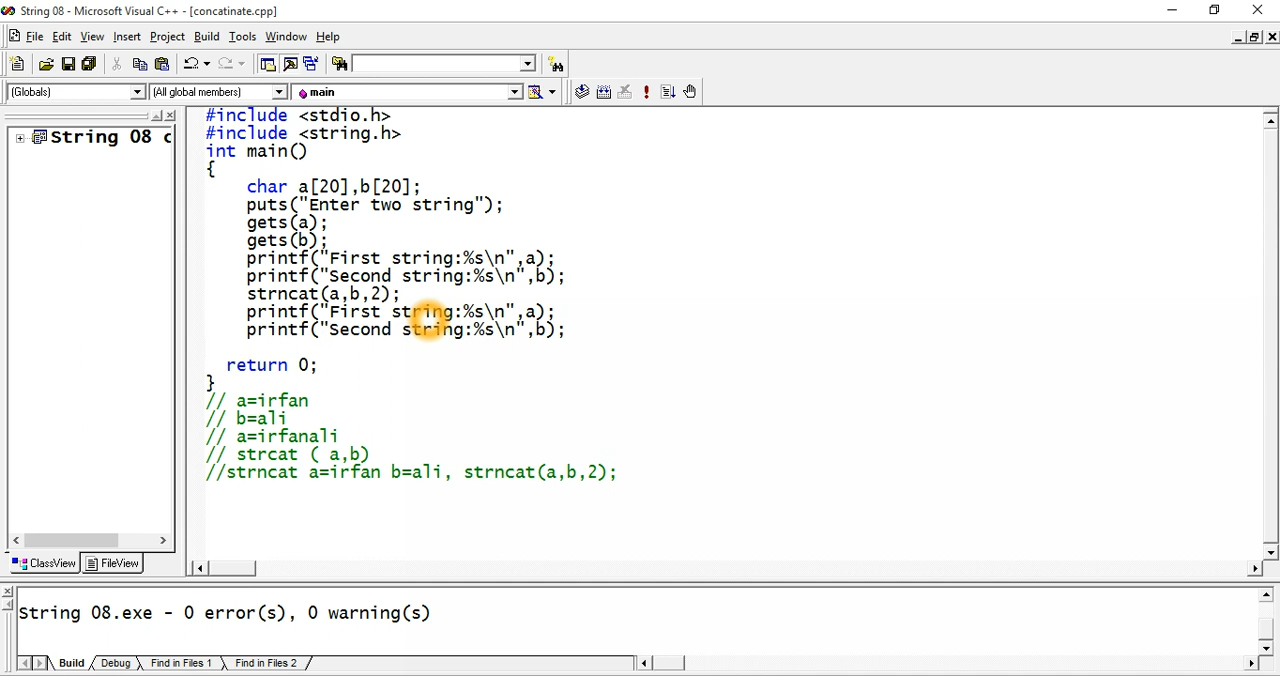 String 08 - Microsoft Visual C++ - [concatinate.cpp]
File Edit View Insert Project Build Tools Window Help
(Globals) (All global members) main
String 08 c
#include <stdio.h>
#include <string.h>
int main()
{
char a[20],b[20];
puts("Enter two string");
gets(a);
gets(b);
printf("First string:%s\n",a);
printf("Second string:%s\n",b);
strncat(a,b,2);
printf("First string:%s\n",a);
printf("Second string:%s\n",b);
return 0;
}
// a=irfan
// b=ali
// a=irfanali
// strcat ( a,b)
//strncat a=irfan b=ali, strncat(a,b,2);
ClassView FileView
String 08.exe - 0 error(s), 0 warning(s)
Build Debug Find in Files 1 Find in Files 2